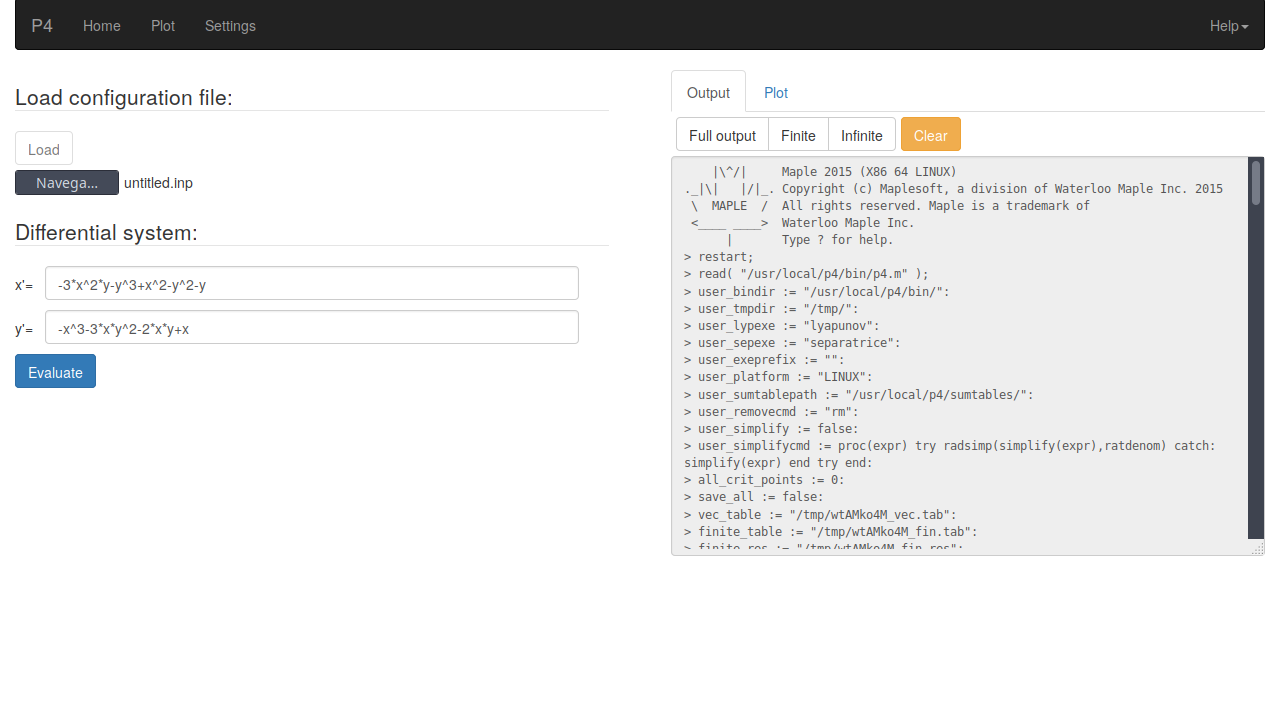 P4 Home Plot Settings Help
Load configuration file:
Load
Navega... untitled.inp
Differential system:
x'= -3*x^2*y-y^3+x^2-y^2-y
y'= -x^3-3*x*y^2-2*x*y+x
Evaluate
Output Plot
Full output Finite Infinite Clear
    |\^/|     Maple 2015 (X86 64 LINUX)
._|\|   |/|_. Copyright (c) Maplesoft, a division of Waterloo Maple Inc. 2015
 \  MAPLE  /  All rights reserved. Maple is a trademark of
 <____ ____>  Waterloo Maple Inc.
      |       Type ? for help.
> restart;
> read( "/usr/local/p4/bin/p4.m" );
> user_bindir := "/usr/local/p4/bin/":
> user_tmpdir := "/tmp/":
> user_lypexe := "lyapunov":
> user_sepexe := "separatrice":
> user_exeprefix := "":
> user_platform := "LINUX":
> user_sumtablepath := "/usr/local/p4/sumtables/":
> user_removecmd := "rm":
> user_simplify := false:
> user_simplifycmd := proc(expr) try radsimp(simplify(expr),ratdenom) catch:
simplify(expr) end try end:
> all_crit_points := 0:
> save_all := false:
> vec_table := "/tmp/wtAMko4M_vec.tab":
> finite_table := "/tmp/wtAMko4M_fin.tab":
> finite_res := "/tmp/wtAMko4M_fin.res":